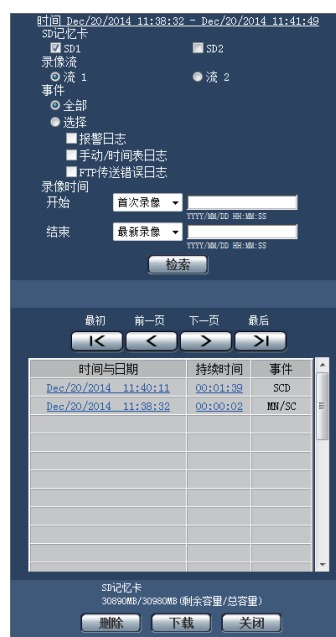 时间 Dec/20/2014 11:38:32 - Dec/20/2014 11:41:49
SD记忆卡
SD1 SD2
录像流
流 1 流 2
事件
全部
选择
报警日志
手动/时间表日志
FTP传送错误日志
录像时间
开始 首次录像
YYYY/MM/DD HH:MM:SS
结束 最新录像
YYYY/MM/DD HH:MM:SS
检索
最初 前一页 下一页 最后
时间与日期 持续时间 事件
Dec/20/2014 11:40:11 00:01:39 SCD
Dec/20/2014 11:38:32 00:00:02 MN/SC
SD记忆卡
30890MB/30980MB(剩余容量/总容量)
删除 下载 关闭